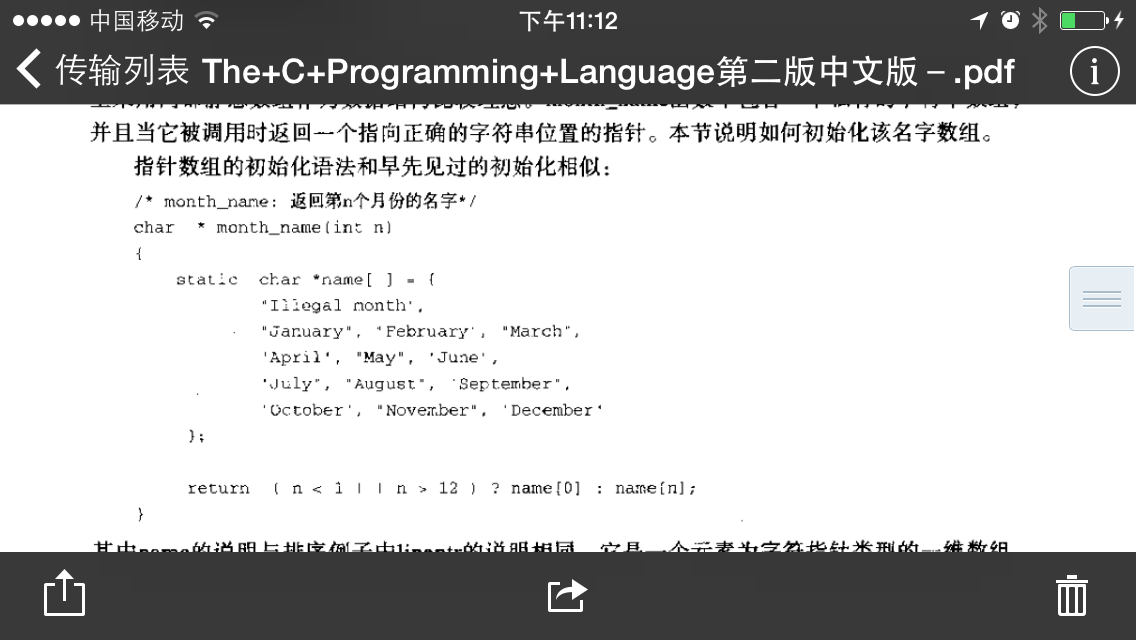 中国移动 下午11:12
传输列表 The+C+Programming+Language第二版中文版 – .pdf
并且当它被调用时返回一个指向正确的字符串位置的指针。本节说明如何初始化该名字数组。
指针数组的初始化语法和早先见过的初始化相似：
/* month_name: 返回第n个月份的名字*/
char * month_name(int n)
{
static char *name[ ] = {
"Illegal month",
"January", "February", "March",
"April", "May", "June",
"July", "August", "September",
"October", "November", "December"
};
return ( n < 1 | | n > 12 ) ? name[0] : name[n];
}
其中name的说明与排序例子中lineptr的说明相同，它是一个元素为字符指针类型的一维数组